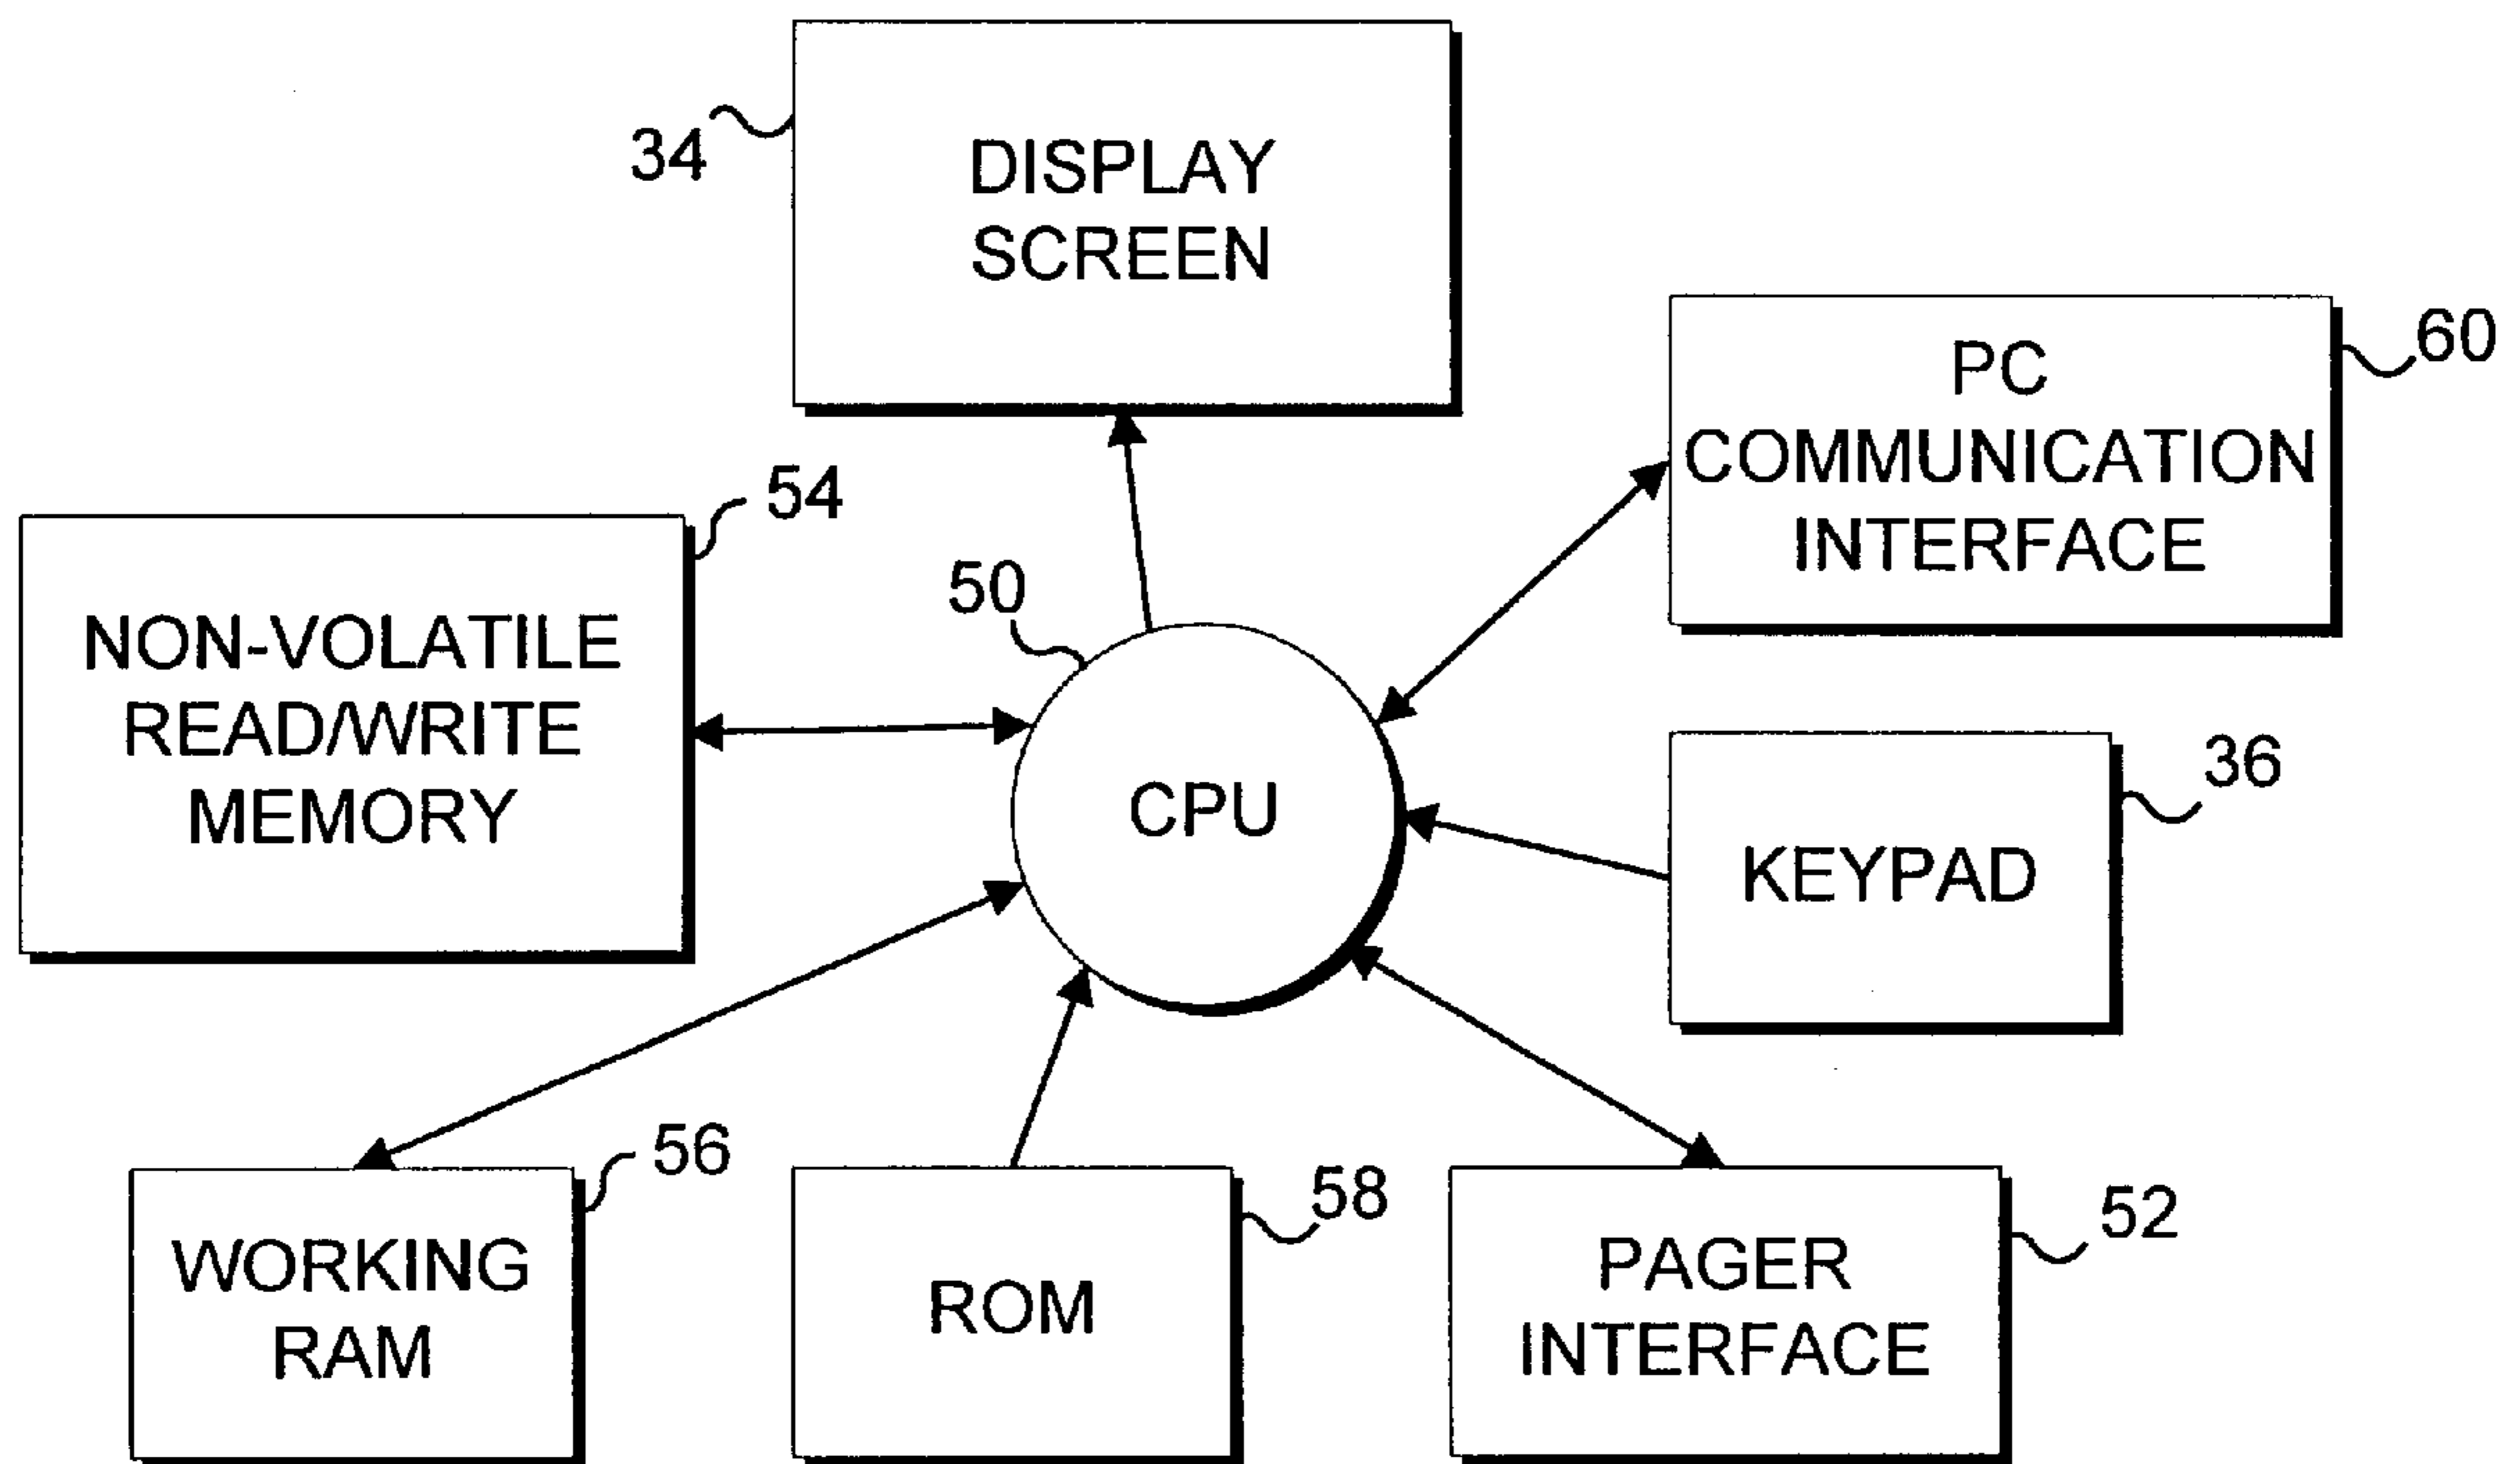 34
DISPLAY
SCREEN
60
PC
COMMUNICATION
INTERFACE
54
NON-VOLATILE
READ/WRITE
MEMORY
50
CPU
36
KEYPAD
56
WORKING
RAM
58
ROM
52
PAGER
INTERFACE